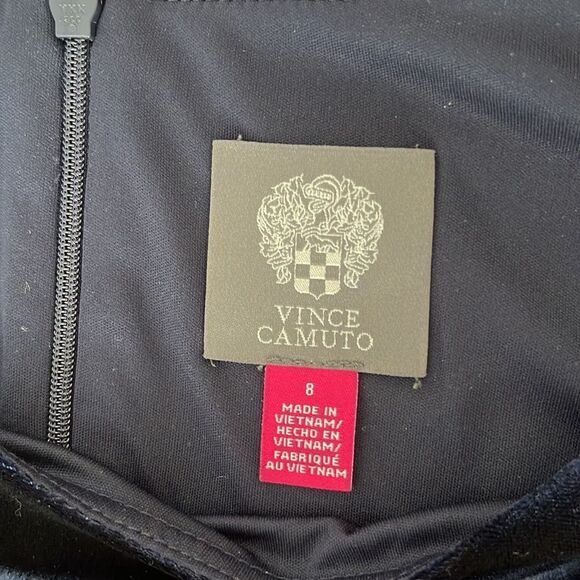 VINCE
CAMUTO
8
MADE IN
VIETNAM/
HECHO EN
VIETNAM/
FABRIQUÉ
AU VIETNAM